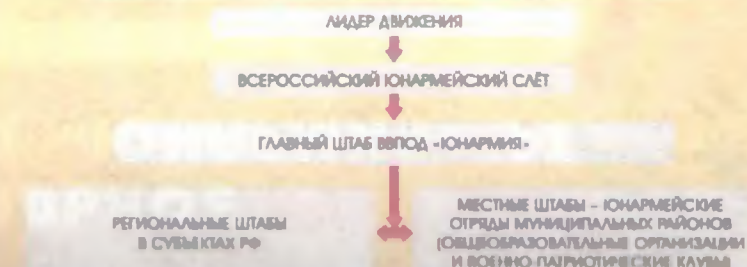 ЛИДЕР ДВИЖЕНИЯ
ВСЕРОССИЙСКИЙ ЮНАРМЕЙСКИЙ СЛЁТ
ГЛАВНЫЙ ШТАБ ВВПОД «ЮНАРМИЯ»
РЕГИОНАЛЬНЫЕ ШТАБЫ
В СУБЪЕКТАХ РФ
МЕСТНЫЕ ШТАБЫ – ЮНАРМЕЙСКИЕ
ОТРЯДЫ МУНИЦИПАЛЬНЫХ РАЙОНОВ
(ОБЩЕОБРАЗОВАТЕЛЬНЫЕ ОРГАНИЗАЦИИ
И ВОЕННО ПАТРИОТИЧЕСКИЕ КЛУБЫ)